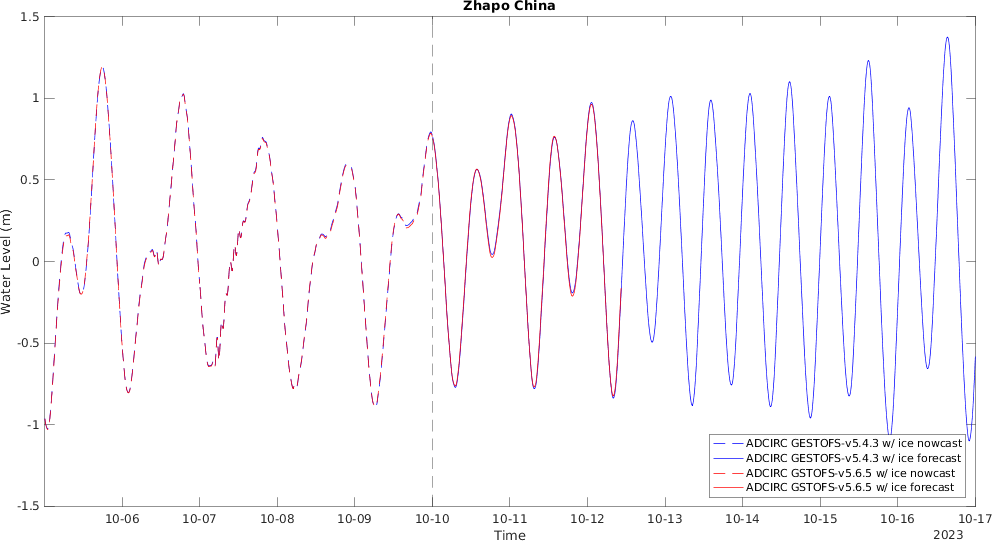 Zhapo China
1.5
1
0.5
0
-0.5
-1
-1.5
Water Level (m)
10-06
10-07
10-08
10-09
10-10
10-11
10-12
10-13
10-14
10-15
10-16
10-17
Time
2023
ADCIRC GESTOFS-v5.4.3 w/ ice nowcast
ADCIRC GESTOFS-v5.4.3 w/ ice forecast
ADCIRC GSTOFS-v5.6.5 w/ ice nowcast
ADCIRC GSTOFS-v5.6.5 w/ ice forecast